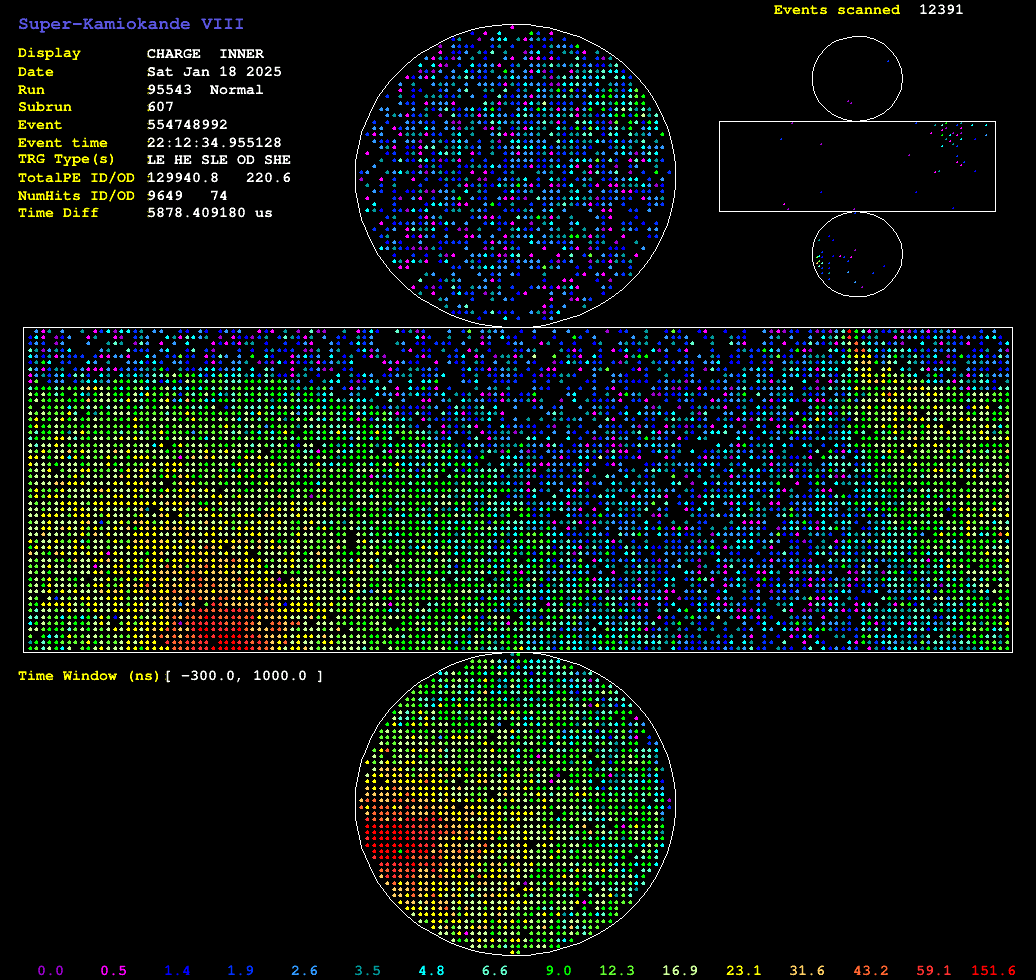 Super-Kamiokande VIII
Display CHARGE INNER
Date Sat Jan 18 2025
Run 95543 Normal
Subrun 607
Event 554748992
Event time 22:12:34.955128
TRG Type(s) LE HE SLE OD SHE
TotalPE ID/OD 129940.8 220.6
NumHits ID/OD 9649 74
Time Diff 5878.409180 us
Events scanned 12391
Time Window (ns)[ -300.0, 1000.0 ]
0.0 0.5 1.4 1.9 2.6 3.5 4.8 6.6 9.0 12.3 16.9 23.1 31.6 43.2 59.1 151.6